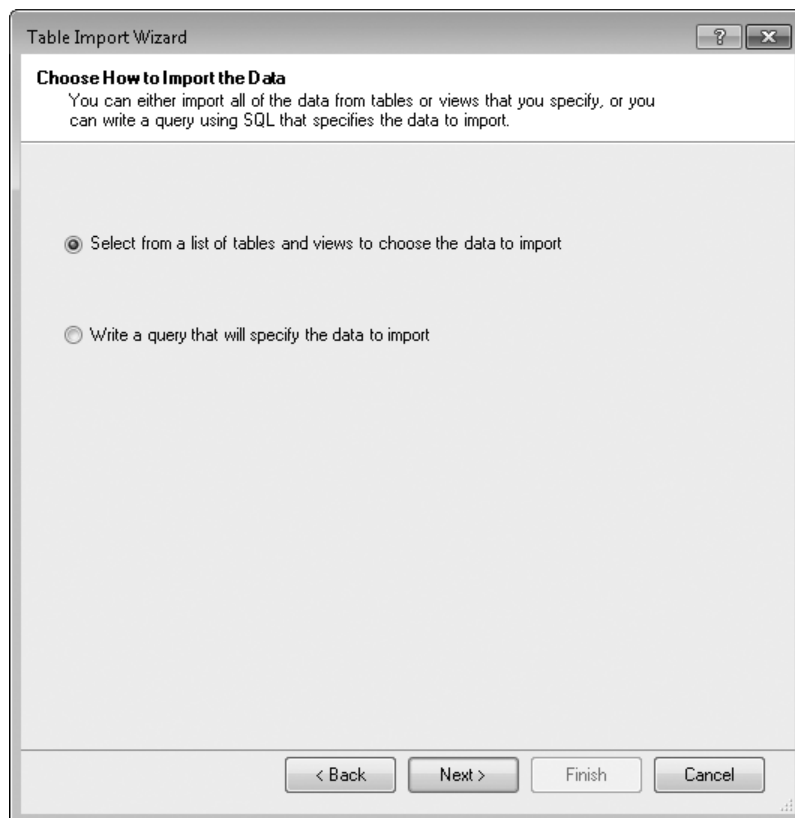 Table Import Wizard
?
Choose How to Import the Data
You can either import all of the data from tables or views that you specify, or you
can write a query using SQL that specifies the data to import.
Select from a list of tables and views to choose the data to import
Write a query that will specify the data to import
< Back
Next >
Finish
Cancel